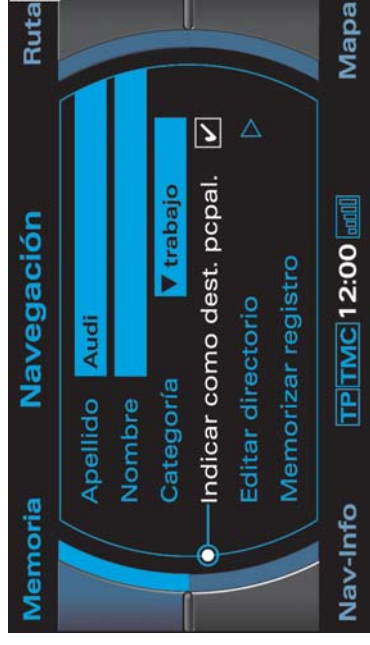 Memoria Navegación Ruta
Apellido Audi
Nombre
Categoría trabajo
Indicar como dest. pcpal.
Editar directorio
Memorizar registro
Nav-Info TP TMC 12:00 Mapa